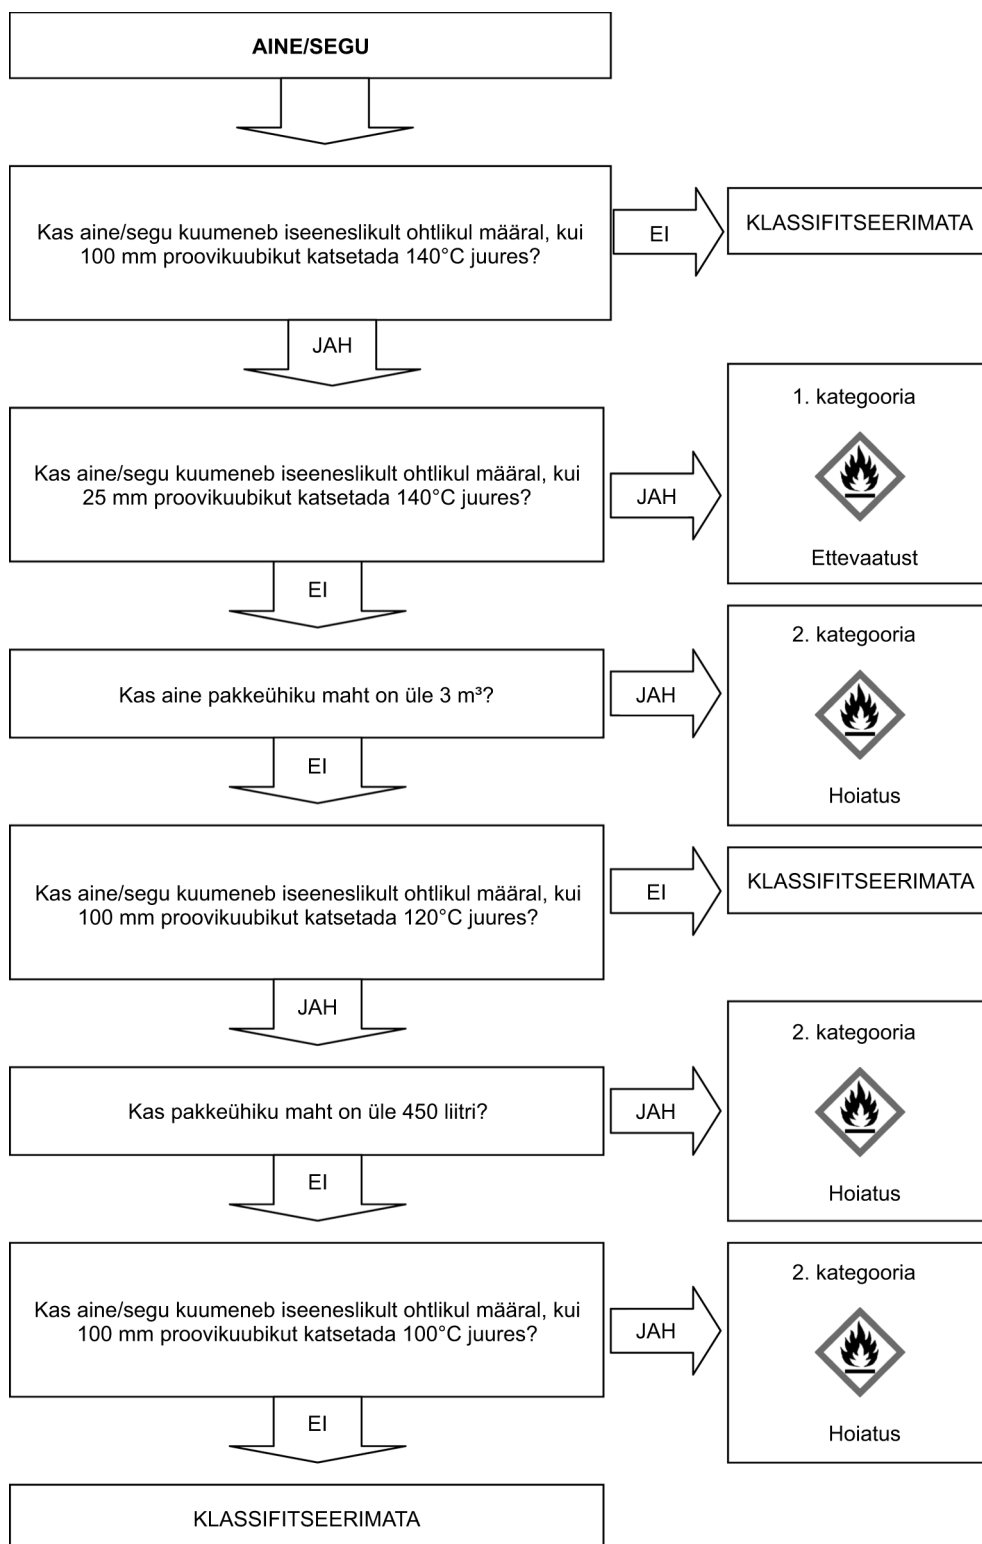 AINE/SEGU
Kas aine/segu kuumeneb iseeneslikult ohtlikul määral, kui
100 mm proovikuubikut katsetada 140°C juures?
EI
KLASSIFITSEERIMATA
JAH
Kas aine/segu kuumeneb iseeneslikult ohtlikul määral, kui
25 mm proovikuubikut katsetada 140°C juures?
JAH
1. kategooria
Ettevaatust
EI
Kas aine pakkeühiku maht on üle 3 m³?
JAH
2. kategooria
Hoiatus
EI
Kas aine/segu kuumeneb iseeneslikult ohtlikul määral, kui
100 mm proovikuubikut katsetada 120°C juures?
EI
KLASSIFITSEERIMATA
JAH
Kas pakkeühiku maht on üle 450 liitri?
JAH
2. kategooria
Hoiatus
EI
Kas aine/segu kuumeneb iseeneslikult ohtlikul määral, kui
100 mm proovikuubikut katsetada 100°C juures?
JAH
2. kategooria
Hoiatus
EI
KLASSIFITSEERIMATA